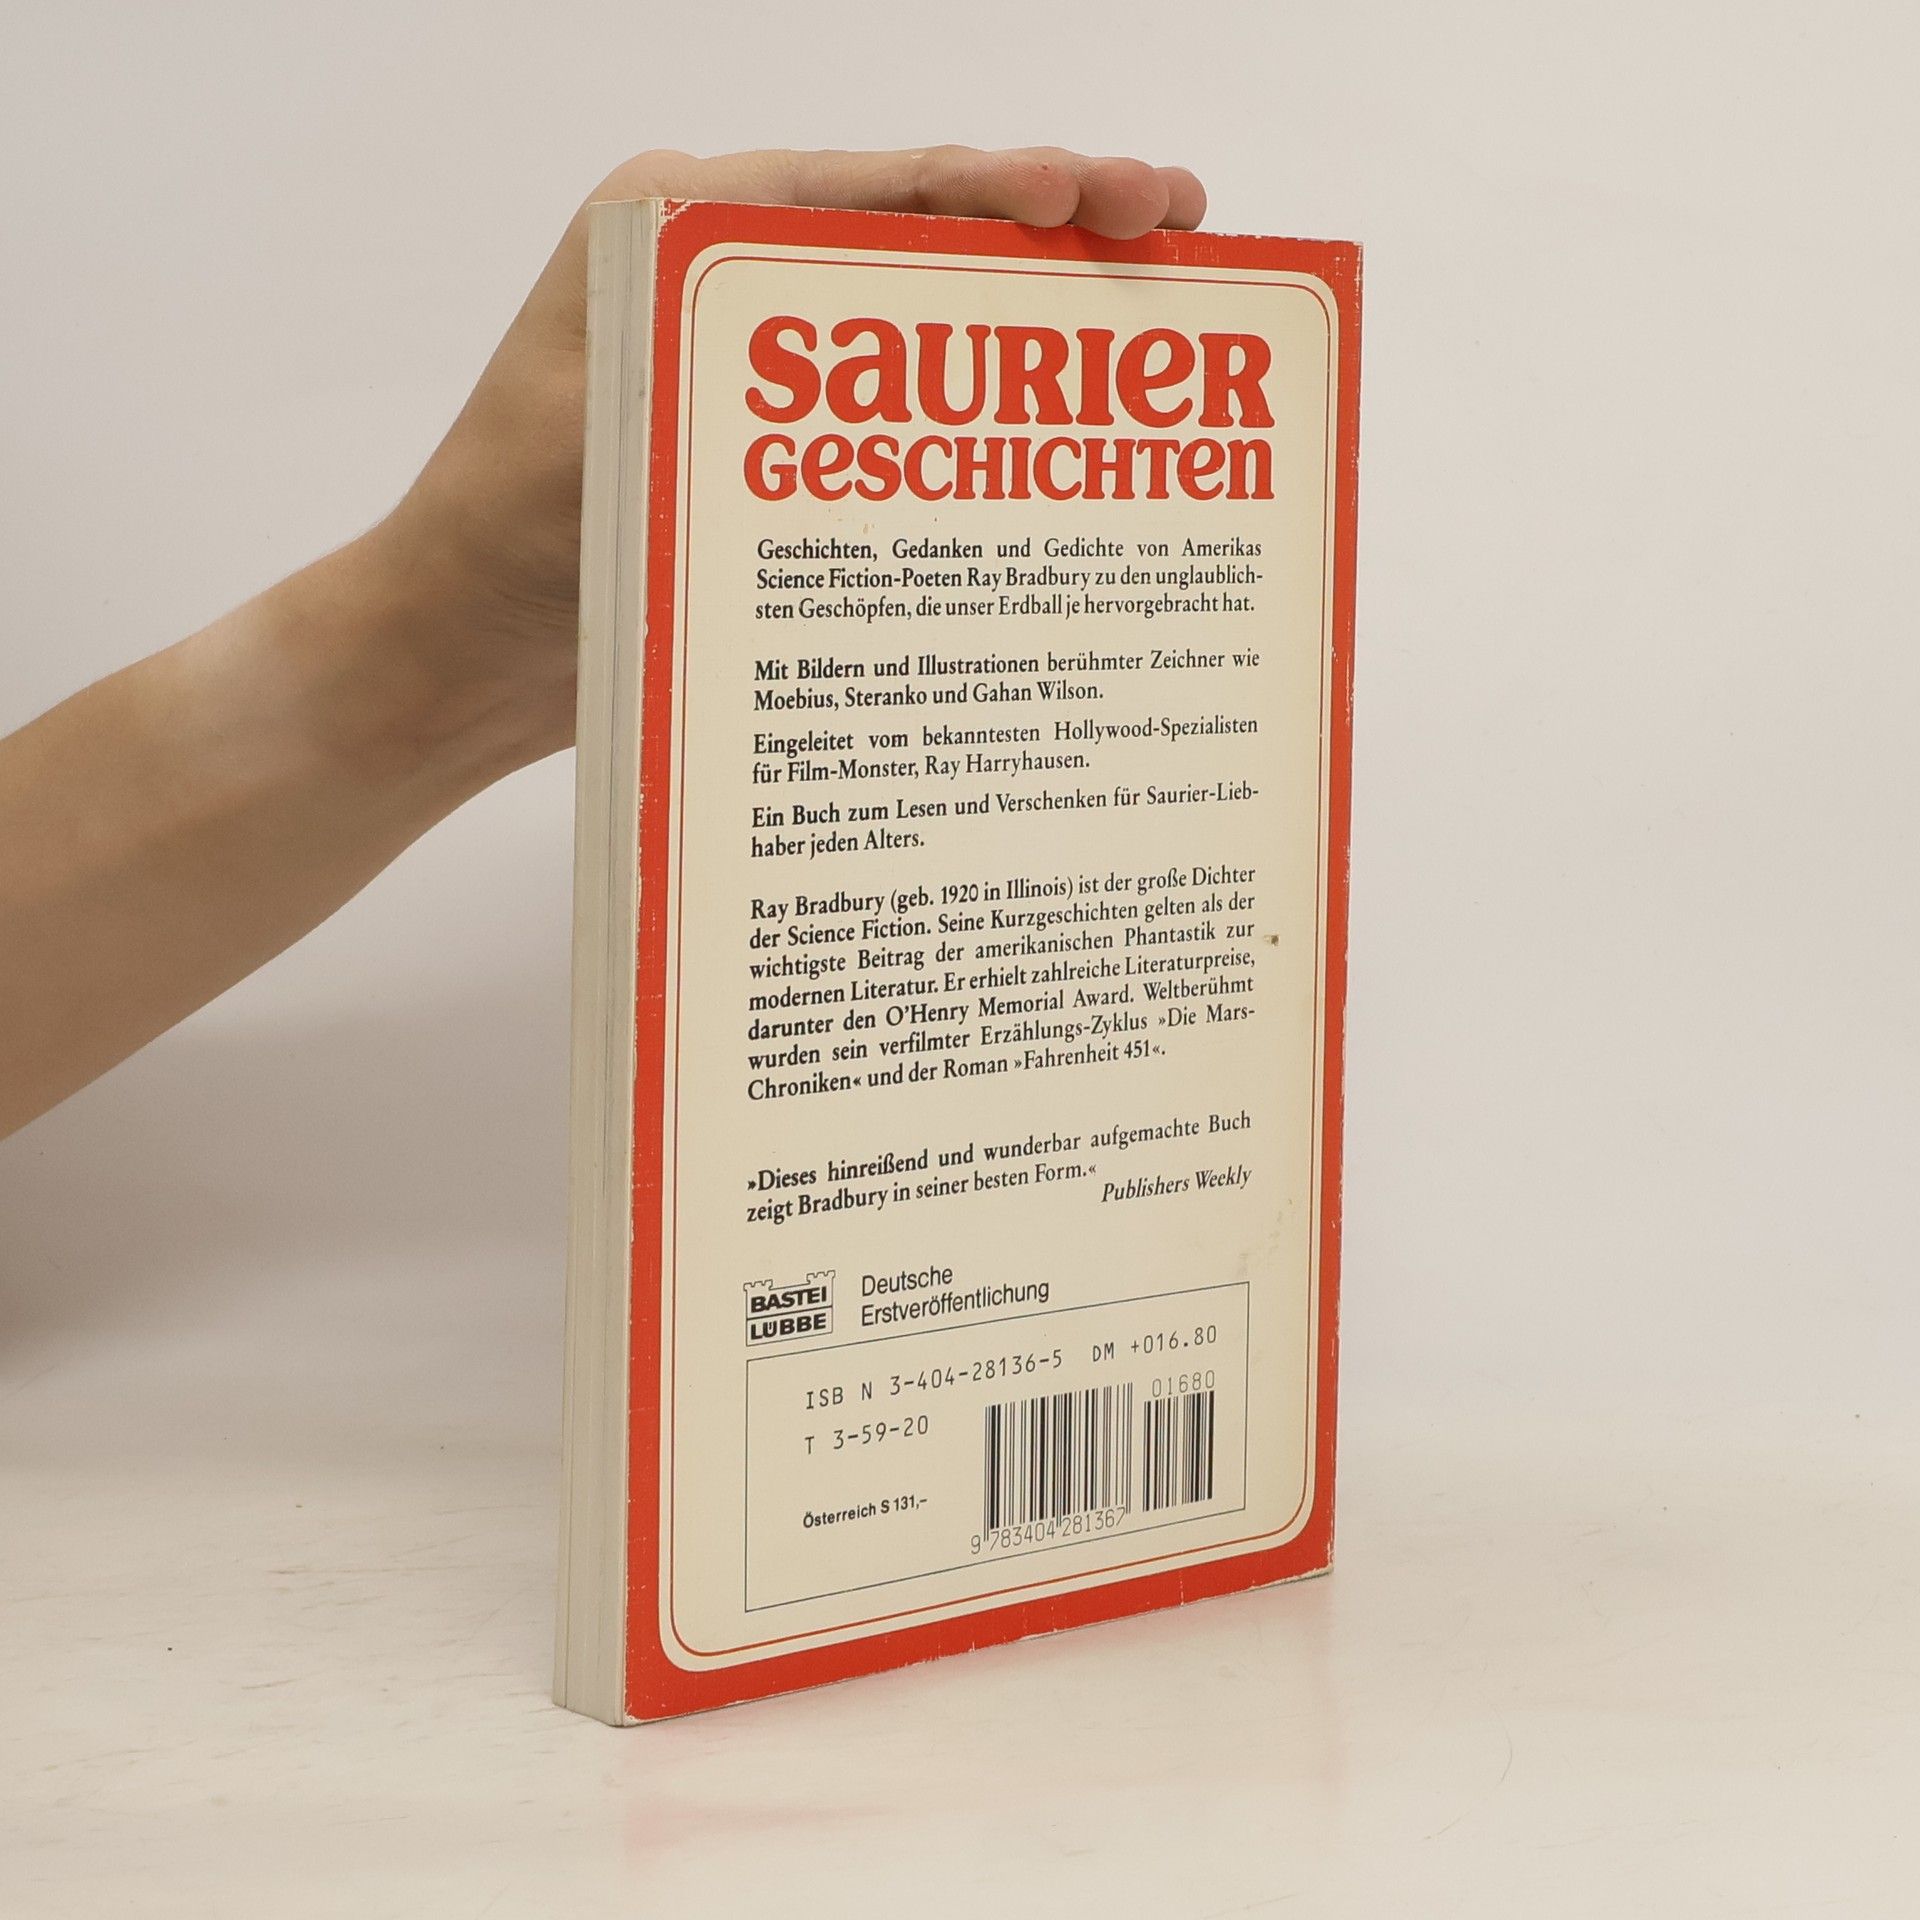 SAURIER
GESCHICHTEN
Geschichten, Gedanken und Gedichte von Amerikas
Science Fiction-Poeten Ray Bradbury zu den unglaublich-
sten Geschöpfen, die unser Erdball je hervorgebracht hat.
Mit Bildern und Illustrationen berühmter Zeichner wie
Moebius, Steranko und Gahan Wilson.
Eingeleitet vom bekanntesten Hollywood-Spezialisten
für Film-Monster, Ray Harryhausen.
Ein Buch zum Lesen und Verschenken für Saurier-Lieb-
haber jeden Alters.
Ray Bradbury (geb. 1920 in Illinois) ist der große Dichter
der Science Fiction. Seine Kurzgeschichten gelten als der
wichtigste Beitrag der amerikanischen Phantastik zur
modernen Literatur. Er erhielt zahlreiche Literaturpreise,
darunter den O'Henry Memorial Award. Weltberühmt
wurden sein verfilmter Erzählungs-Zyklus »Die Mars-
Chroniken« und der Roman »Fahrenheit 451«.
»Dieses hinreißend und wunderbar aufgemachte Buch
zeigt Bradbury in seiner besten Form.«
Publishers Weekly
BASTEI
LÜBBE
Deutsche
Erstveröffentlichung
ISB N 3-404-28136-5 DM +016.80
01680
T 3-59-20
Österreich S 131,-
9 783404 281367